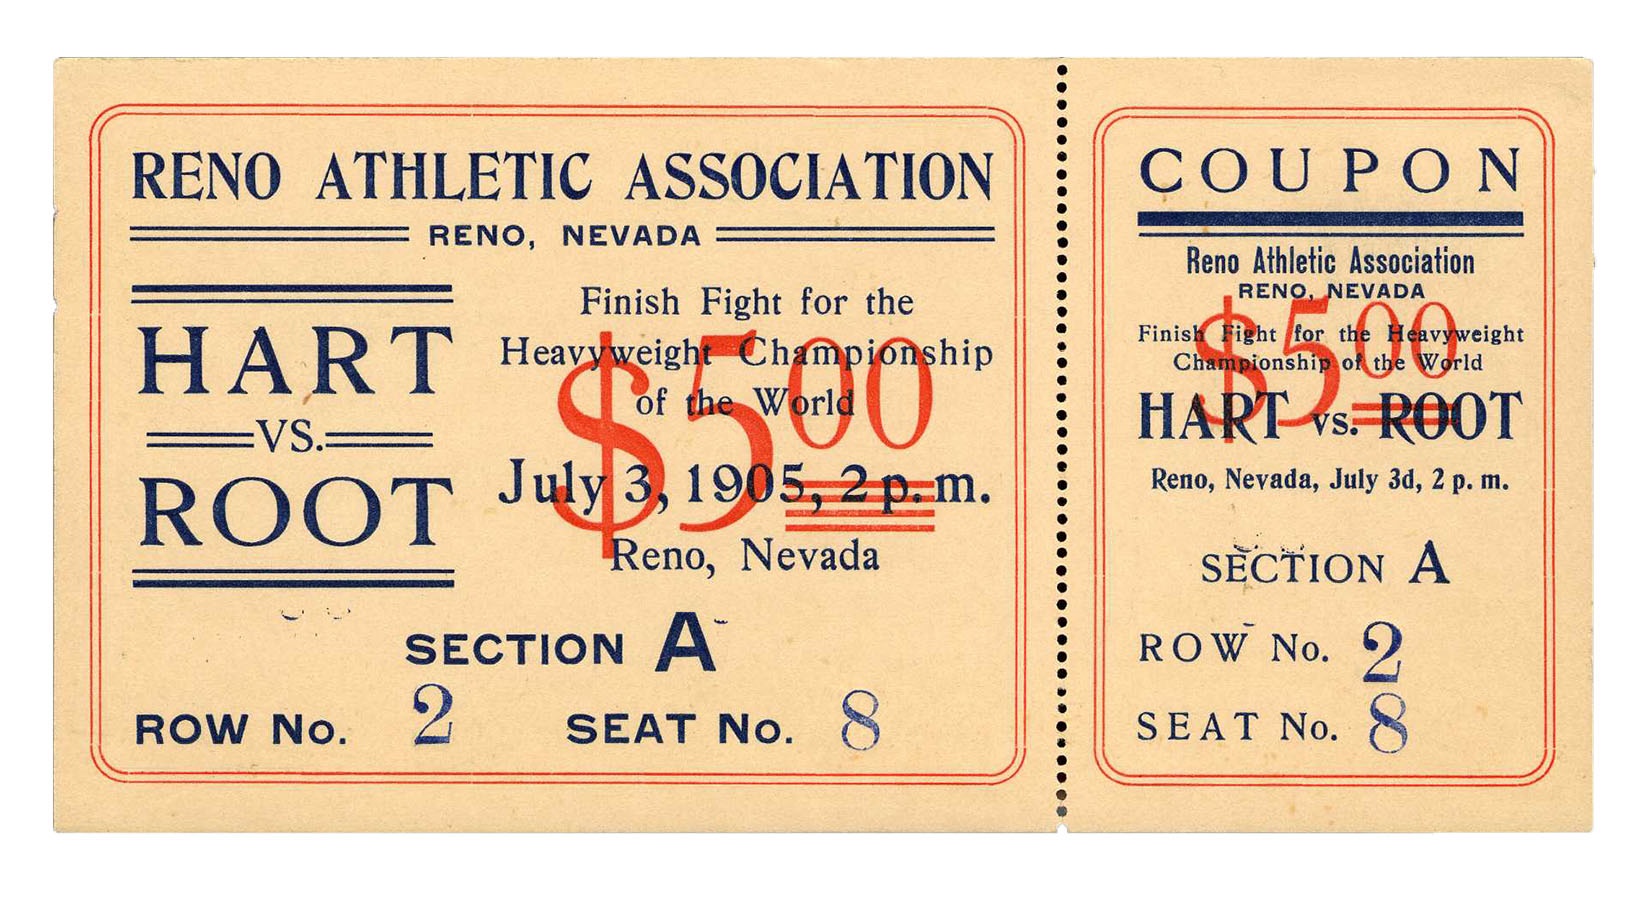 RENO ATHLETIC ASSOCIATION
RENO, NEVADA
HART
VS.
ROOT
Finish Fight for the
Heavyweight Championship
of the World
$5.00
July 3, 1905, 2 p. m.
Reno, Nevada
SECTION A
ROW No. 2 SEAT No. 8
COUPON
Reno Athletic Association
RENO, NEVADA
$5.00
Finish Fight for the Heavyweight
Championship of the World
HART vs. ROOT
Reno, Nevada, July 3d, 2 p. m.
SECTION A
ROW No. 2
SEAT No. 8